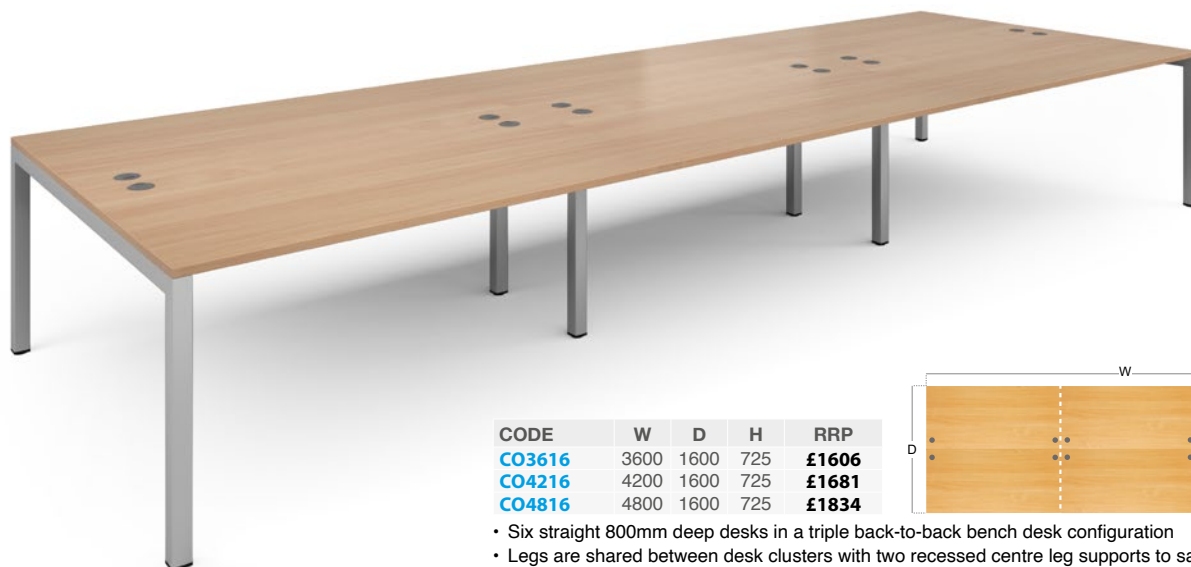 W
D
CODE W D H RRP
CO3616 3600 1600 725 £1606
CO4216 4200 1600 725 £1681
CO4816 4800 1600 725 £1834
• Six straight 800mm deep desks in a triple back-to-back bench desk configuration
• Legs are shared between desk clusters with two recessed centre leg supports to